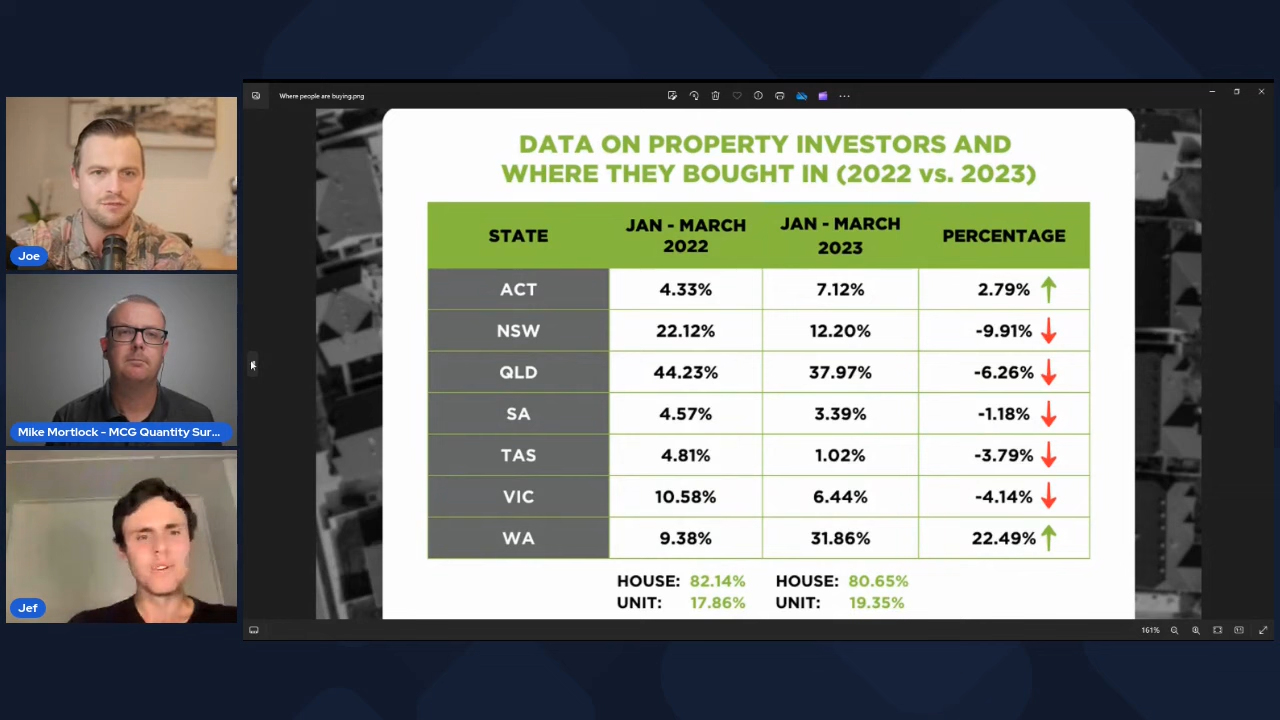 Where people are buying.png
Joe
Mike Mortlock - MCG Quantity Sur...
Jef
DATA ON PROPERTY INVESTORS AND
WHERE THEY BOUGHT IN (2022 vs. 2023)
STATE JAN - MARCH 2022 JAN - MARCH 2023 PERCENTAGE
ACT 4.33% 7.12% 2.79%
NSW 22.12% 12.20% -9.91%
QLD 44.23% 37.97% -6.26%
SA 4.57% 3.39% -1.18%
TAS 4.81% 1.02% -3.79%
VIC 10.58% 6.44% -4.14%
WA 9.38% 31.86% 22.49%
HOUSE: 82.14% HOUSE: 80.65%
UNIT: 17.86% UNIT: 19.35%
161%